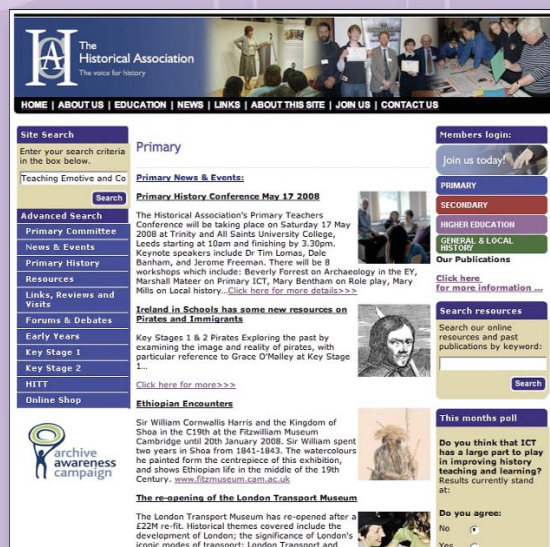 The
Historical Association
The voice for history
HOME | ABOUT US | EDUCATION | NEWS | LINKS | ABOUT THIS SITE | JOIN US | CONTACT US
Site Search
Enter your search criteria
in the box below.
Teaching Emotive and Co
Search
Advanced Search
Primary Committee
News & Events
Primary History
Resources
Links, Reviews and
Visits
Forums & Debates
Early Years
Key Stage 1
Key Stage 2
HITT
Online Shop
archive
awareness
campaign
Primary
Primary News & Events:
Primary History Conference May 17 2008
The Historical Association's Primary Teachers
Conference will be taking place on Saturday 17 May
2008 at Trinity and All Saints University College,
Leeds starting at 10am and finishing by 3.30pm.
Keynote speakers include Dr Tim Lomas, Dale
Banham, and Jerome Freeman. There will be 8
workshops which include: Beverly Forrest on Archaeology in the EY,
Marshall Mateer on Primary ICT, Mary Bentham on Role play, Mary
Mills on Local history...Click here for more details>>>
Ireland in Schools has some new resources on
Pirates and Immigrants
Key Stages 1 & 2 Pirates Exploring the past by
examining the image and reality of pirates, with
particular reference to Grace O'Malley at Key Stage
1...
Click here for more>>>
Ethiopian Encounters
Sir William Cornwallis Harris and the Kingdom of
Shoa in the C19th at the Fitzwilliam Museum
Cambridge until 20th January 2008. Sir William spent
two years in Shoa from 1841-1843. The watercolours
he painted form the centrepiece of this exhibition,
and shows Ethiopian life in the middle of the 19th
Century. www.fitzmuseum.cam.ac.uk
The re-opening of the London Transport Museum
The London Transport Museum has re-opened after a
£22M re-fit. Historical themes covered include the
development of London; the significance of London's
iconic modes of transport; London Transport and
Members login:
Join us today!
PRIMARY
SECONDARY
HIGHER EDUCATION
GENERAL & LOCAL
HISTORY
Our Publications
Click here
for more information ...
Search resources
Search our online
resources and past
publications by keyword:
Search
This months poll
Do you think that ICT
has a large part to play
in improving history
teaching and learning?
Results currently stand
at:
Do you agree:
No
Yes